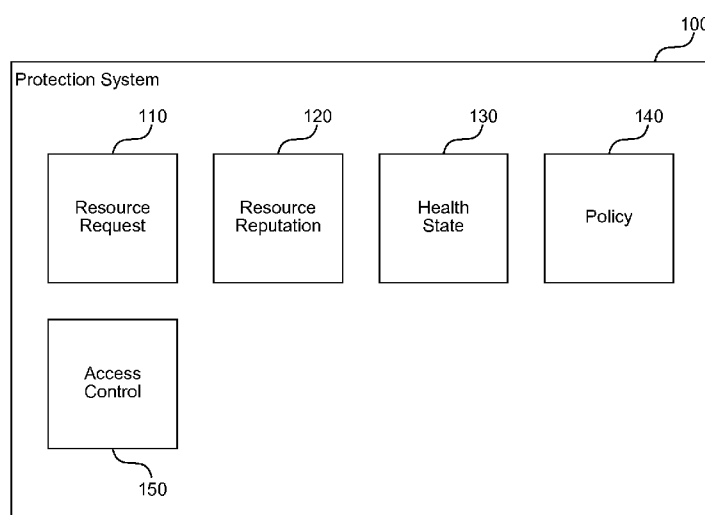 100
Protection System
110
120
130
140
Resource
Request
Resource
Reputation
Health
State
Policy
Access
Control
150